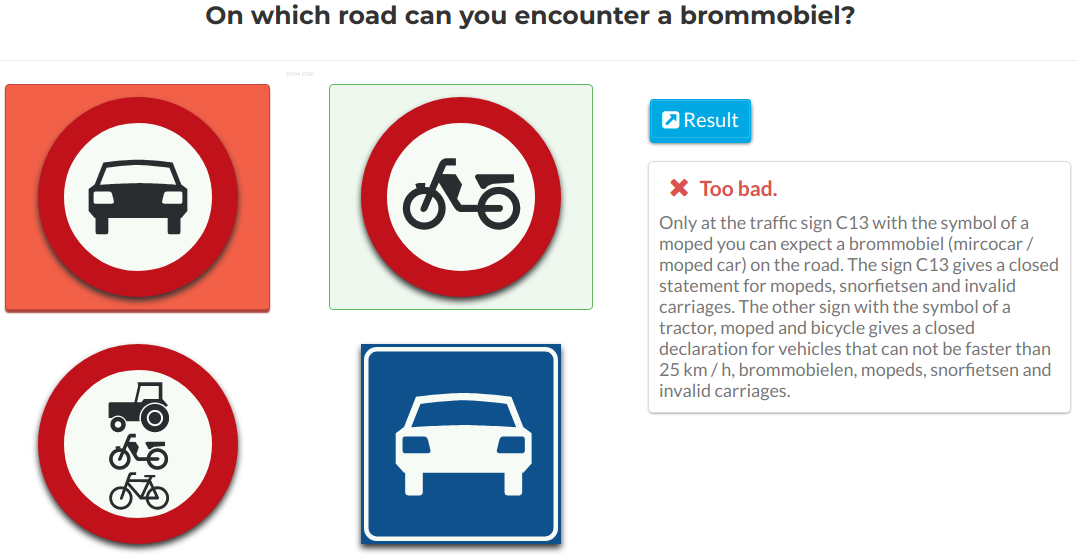 On which road can you encounter a brommobiel?
Result
Too bad.
Only at the traffic sign C13 with the symbol of a
moped you can expect a brommobiel (mircocar /
moped car) on the road. The sign C13 gives a closed
statement for mopeds, snorfietsen and invalid
carriages. The other sign with the symbol of a
tractor, moped and bicycle gives a closed
declaration for vehicles that can not be faster than
25 km / h, brommobielen, mopeds, snorfietsen and
invalid carriages.